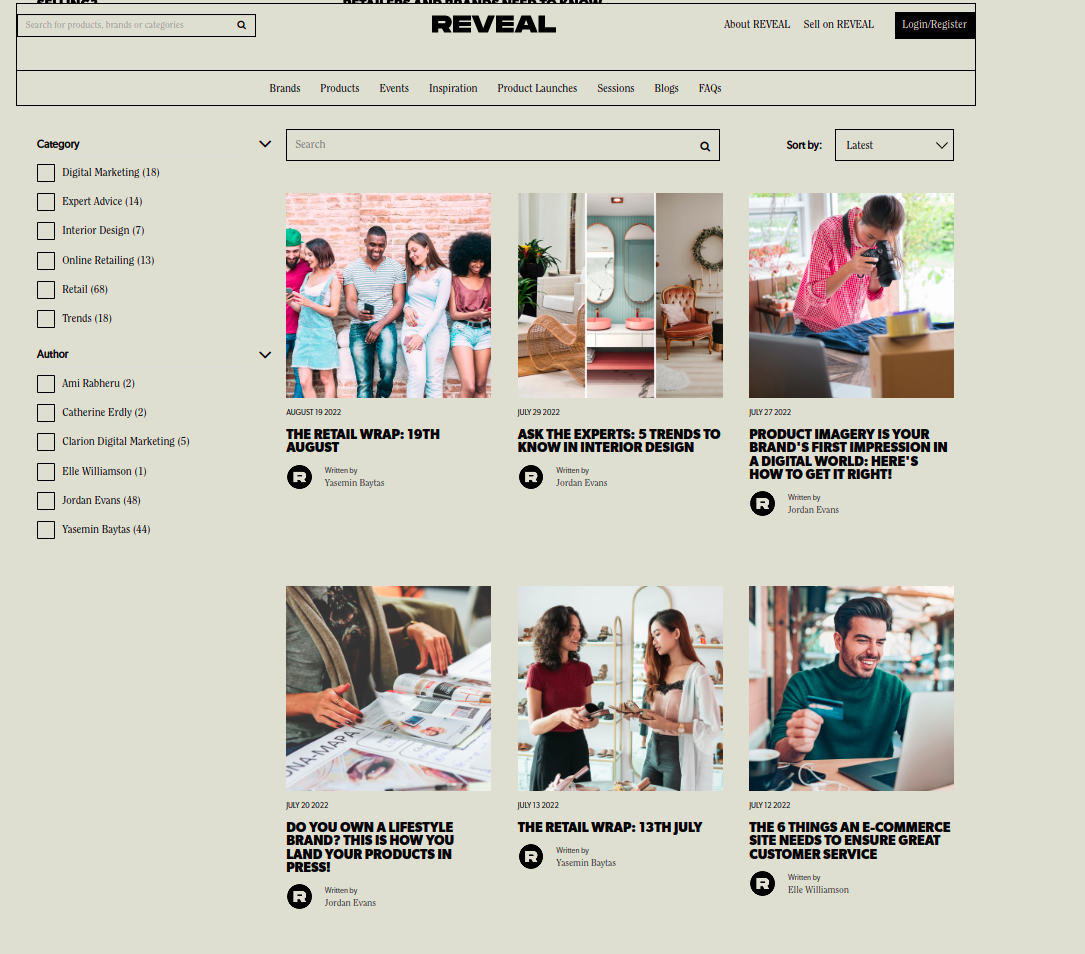 SELLING?
RETAILERS AND BRANDS NEED TO KNOW
Search for products, brands or categories
REVEAL
About REVEAL
Sell on REVEAL
Login/Register
Brands
Products
Events
Inspiration
Product Launches
Sessions
Blogs
FAQs
Category
Digital Marketing (18)
Expert Advice (14)
Interior Design (7)
Online Retailing (13)
Retail (68)
Trends (18)
Author
Ami Rabheru (2)
Catherine Erdly (2)
Clarion Digital Marketing (5)
Elle Williamson (1)
Jordan Evans (48)
Yasemin Baytas (44)
Search
Sort by:
Latest
AUGUST 19 2022
THE RETAIL WRAP: 19TH
AUGUST
R
Written by
Yasemin Baytas
JULY 29 2022
ASK THE EXPERTS: 5 TRENDS TO
KNOW IN INTERIOR DESIGN
R
Written by
Jordan Evans
JULY 27 2022
PRODUCT IMAGERY IS YOUR
BRAND'S FIRST IMPRESSION IN
A DIGITAL WORLD: HERE'S
HOW TO GET IT RIGHT!
R
Written by
Jordan Evans
JULY 20 2022
DO YOU OWN A LIFESTYLE
BRAND? THIS IS HOW YOU
LAND YOUR PRODUCTS IN
PRESS!
R
Written by
Jordan Evans
JULY 13 2022
THE RETAIL WRAP: 13TH JULY
R
Written by
Yasemin Baytas
JULY 12 2022
THE 6 THINGS AN E-COMMERCE
SITE NEEDS TO ENSURE GREAT
CUSTOMER SERVICE
R
Written by
Elle Williamson